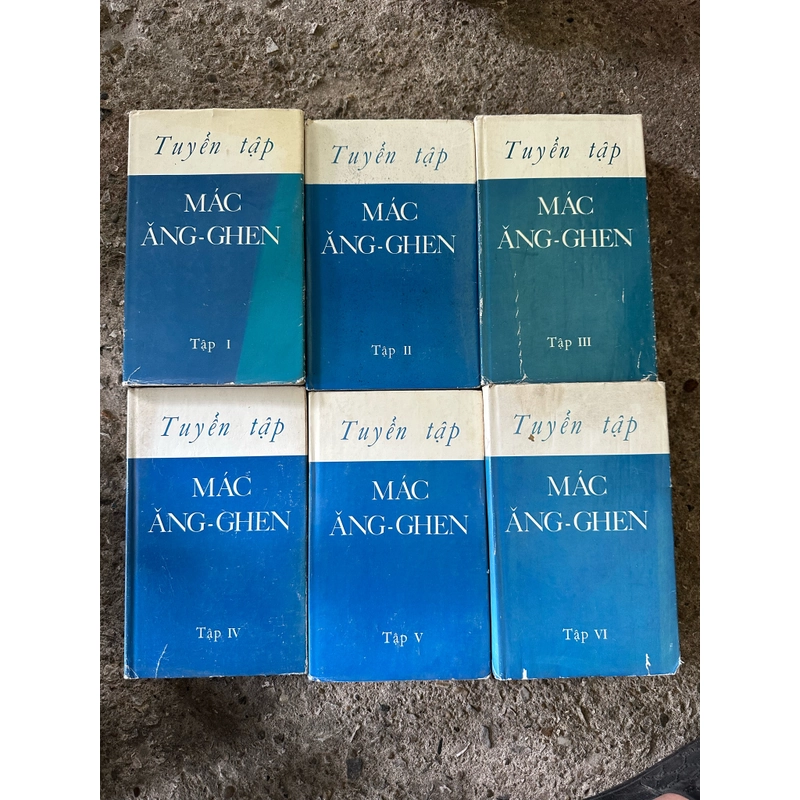 Tuyển tập
MÁC
ĂNG-GHEN
Tập I
Tuyển tập
MÁC
ĂNG-GHEN
Tập II
Tuyển tập
MÁC
ĂNG-GHEN
Tập III
Tuyển tập
MÁC
ĂNG-GHEN
Tập IV
Tuyển tập
MÁC
ĂNG-GHEN
Tập V
Tuyển tập
MÁC
ĂNG-GHEN
Tập VI